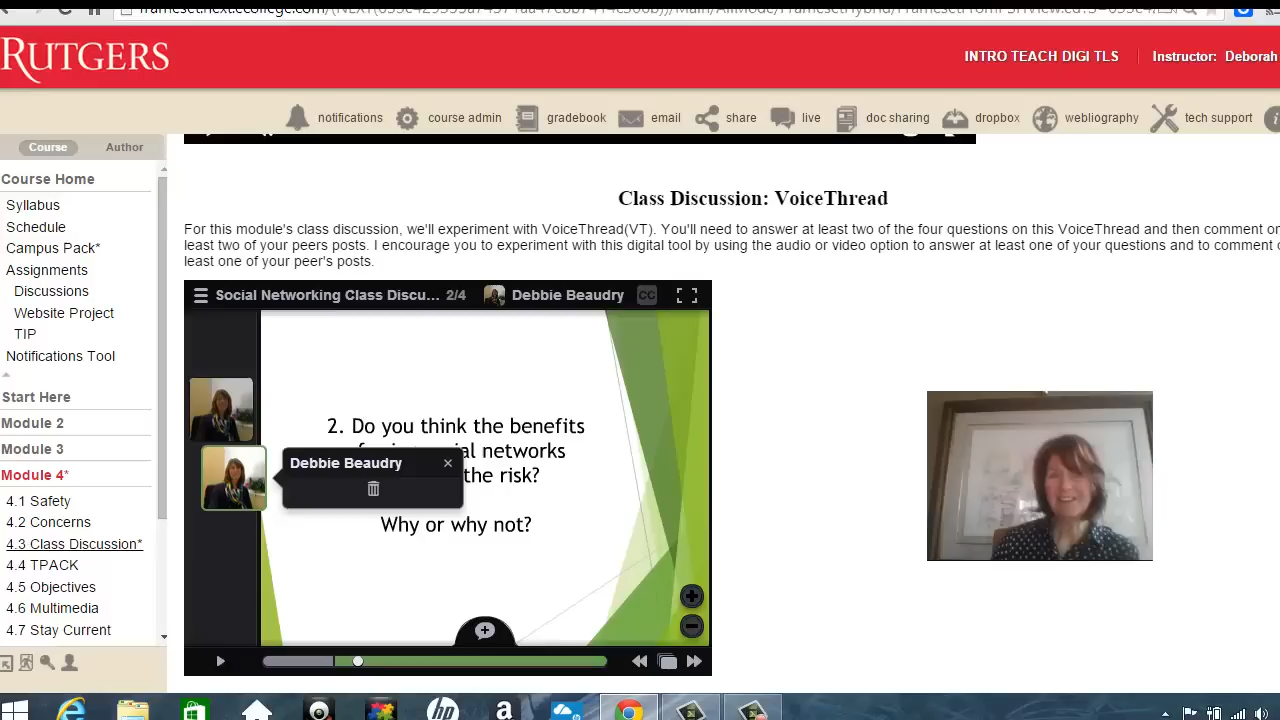 RUTGERS
INTRO TEACH DIGI TLS
Instructor: Deborah
notifications
course admin
gradebook
email
share
live
doc sharing
dropbox
webliography
tech support
Course
Author
Course Home
Syllabus
Schedule
Campus Pack*
Assignments
Discussions
Website Project
TIP
Notifications Tool
Start Here
Module 2
Module 3
Module 4*
4.1 Safety
4.2 Concerns
4.3 Class Discussion*
4.4 TPACK
4.5 Objectives
4.6 Multimedia
4.7 Stay Current
Class Discussion: VoiceThread
For this module's class discussion, we'll experiment with VoiceThread(VT). You'll need to answer at least two of the four questions on this VoiceThread and then comment on
least two of your peers posts. I encourage you to experiment with this digital tool by using the audio or video option to answer at least one of your questions and to comment o
least one of your peer's posts.
Social Networking Class Discu... 2/4 Debbie Beaudry CC
2. Do you think the benefits
networks
the risk?
Why or why not?
Debbie Beaudry
hp
a